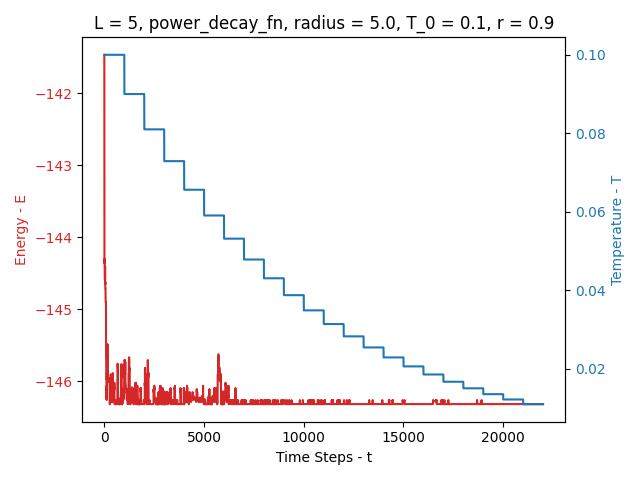 L = 5, power_decay_fn, radius = 5.0, T_0 = 0.1, r = 0.9
Energy - E
−142
−143
−144
−145
−146
0.10
0.08
0.06
0.04
0.02
Temperature - T
0 5000 10000 15000 20000
Time Steps - t